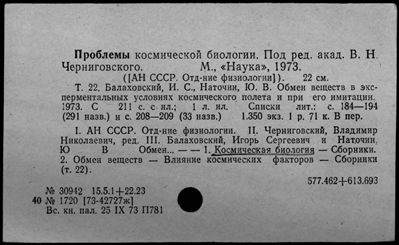 Проблемы космической биологии. Под ред. акад. В. Н.
Черниговского. М., «Наука», 1973.
([АН СССР. Отд-ние физиологии].). 22 см.
Т. 22. Балаховский, И. С., Наточин, Ю. В. Обмен веществ в экс-
периментальных условиях космического полета и при его имитации.
1973. С 211 с. с ил.; 1 л. ил. Списки лит.: с. 184—194
(291 назв.) и с. 208—209 (33 назв.) 1.350 экз. 1 р. 71 к. В пер.
I. АН СССР. Отд-ние физиологии. II. Черниговский, Владимир
Николаевич, ред. III. Балаховский, Игорь Сергеевич и Наточин,
Ю В Обмен... — — 1. Космическая биология — Сборники.
2. Обмен веществ — Влияние космических факторов — Сборники
(т. 22).
577.462+613.693
№ 30942 15.5.1+22.23
40 № 1720 [73-42727ж]
Вс. кн. пал. 25 IX 73 П781